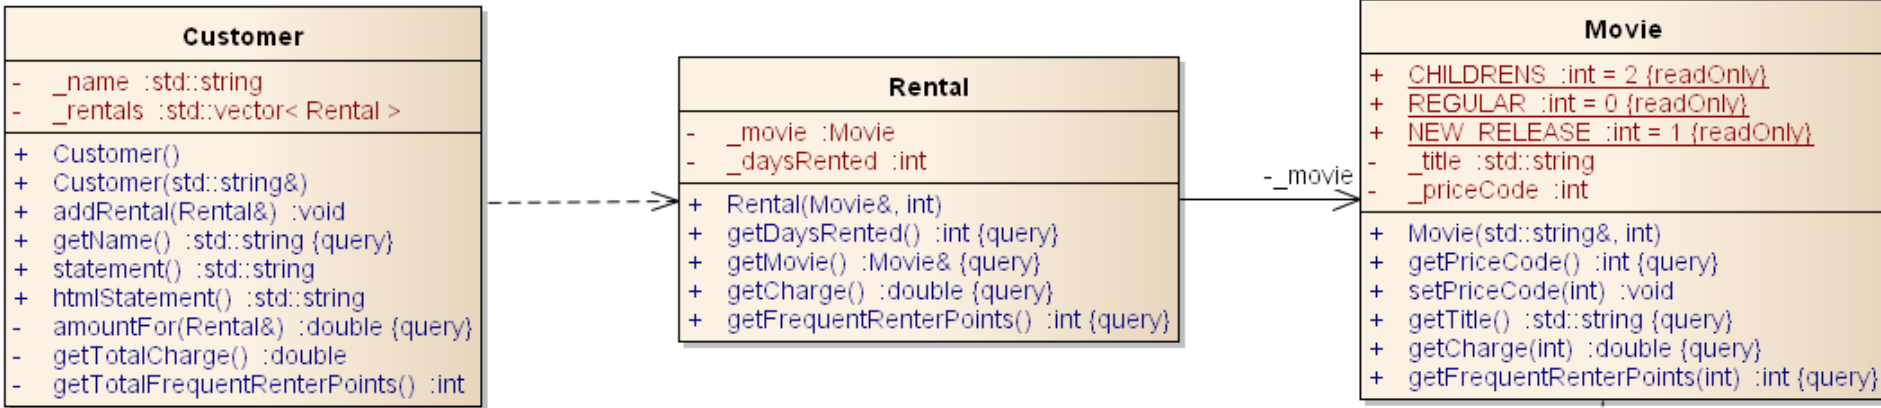 Customer
- _name :std::string
- _rentals :std::vector< Rental >
+ Customer()
+ Customer(std::string&)
+ addRental(Rental&) :void
+ getName() :std::string {query}
+ statement() :std::string
+ htmlStatement() :std::string
- amountFor(Rental&) :double {query}
- getTotalCharge() :double
- getTotalFrequentRenterPoints() :int
Rental
- _movie :Movie
- _daysRented :int
+ Rental(Movie&, int)
+ getDaysRented() :int {query}
+ getMovie() :Movie& {query}
+ getCharge() :double {query}
+ getFrequentRenterPoints() :int {query}
-_movie
Movie
+ CHILDRENS :int = 2 {readOnly}
+ REGULAR :int = 0 {readOnly}
+ NEW_RELEASE :int = 1 {readOnly}
- _title :std::string
- _priceCode :int
+ Movie(std::string&, int)
+ getPriceCode() :int {query}
+ setPriceCode(int) :void
+ getTitle() :std::string {query}
+ getCharge(int) :double {query}
+ getFrequentRenterPoints(int) :int {query}